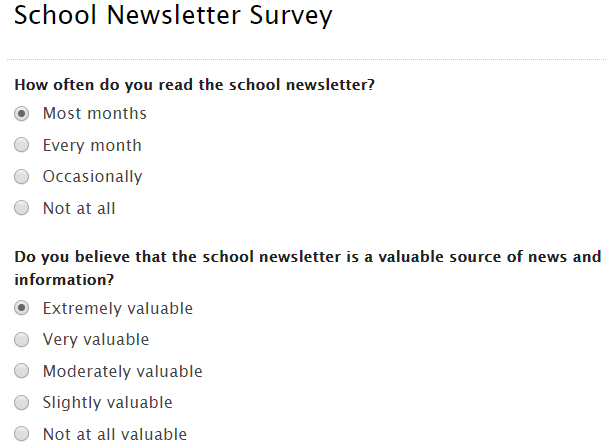 School Newsletter Survey
How often do you read the school newsletter?
Most months
Every month
Occasionally
Not at all
Do you believe that the school newsletter is a valuable source of news and
information?
Extremely valuable
Very valuable
Moderately valuable
Slightly valuable
Not at all valuable